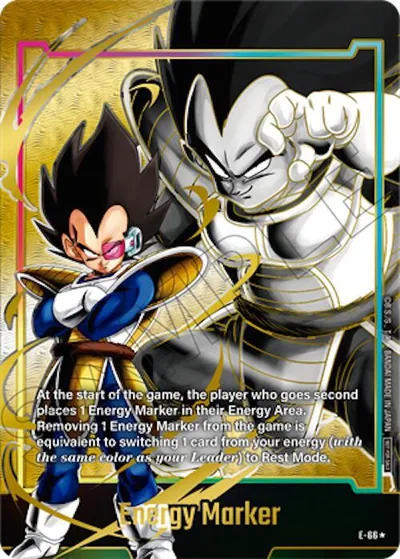 At the start of the game, the player who goes second
places 1 Energy Marker in their Energy Area.
Removing 1 Energy Marker from the game is
equivalent to switching 1 card from your energy (with
the same color as your Leader) to Rest Mode.
Energy Marker
E-66★
BANDAI MADE IN JAPAN